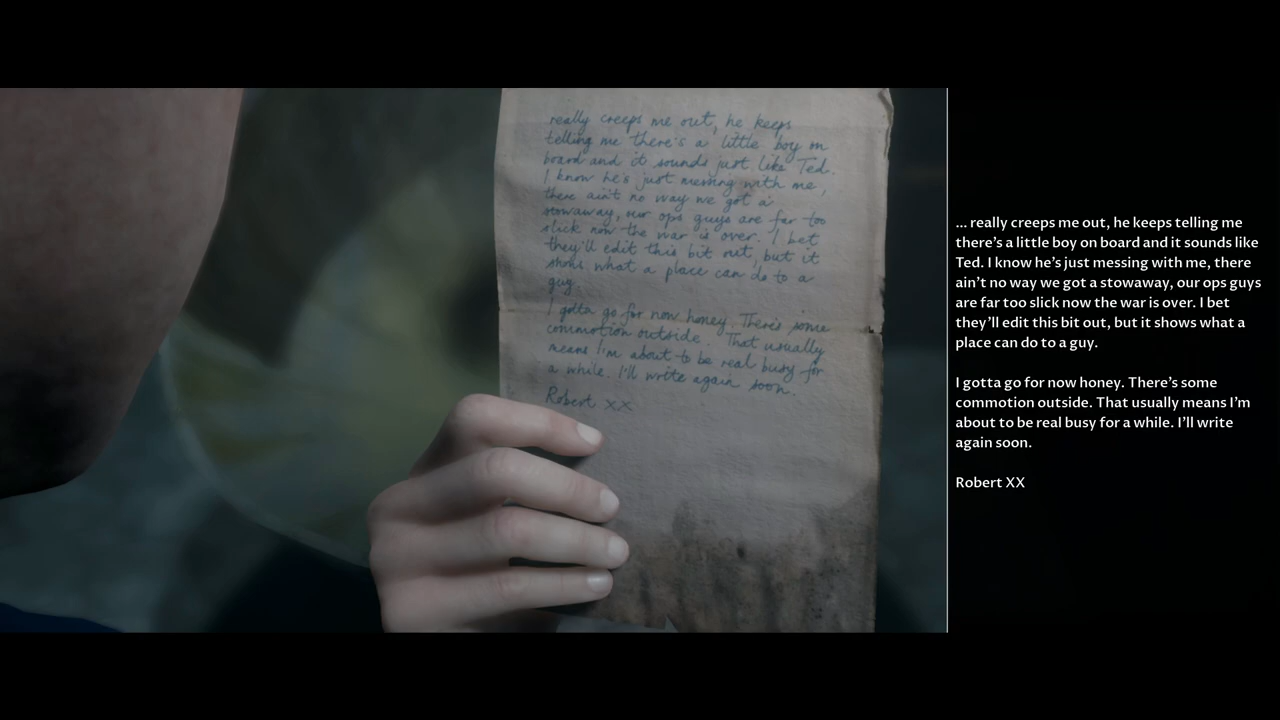 really creeps me out, he keeps
telling me there's a little boy on
board and it sounds just like Ted.
I know he's just messing with me,
there ain't no way we got a
stowaway, our ops guys are far too
slick now the war is over. I bet
they'll edit this bit out, but it
shows what a place can do to a
guy.
I gotta go for now honey. There's some
commotion outside. That usually
means I'm about to be real busy for
a while. I'll write again soon.
Robert XX
... really creeps me out, he keeps telling me
there's a little boy on board and it sounds like
Ted. I know he's just messing with me, there
ain't no way we got a stowaway, our ops guys
are far too slick now the war is over. I bet
they'll edit this bit out, but it shows what a
place can do to a guy.
I gotta go for now honey. There's some
commotion outside. That usually means I'm
about to be real busy for a while. I'll write
again soon.
Robert XX